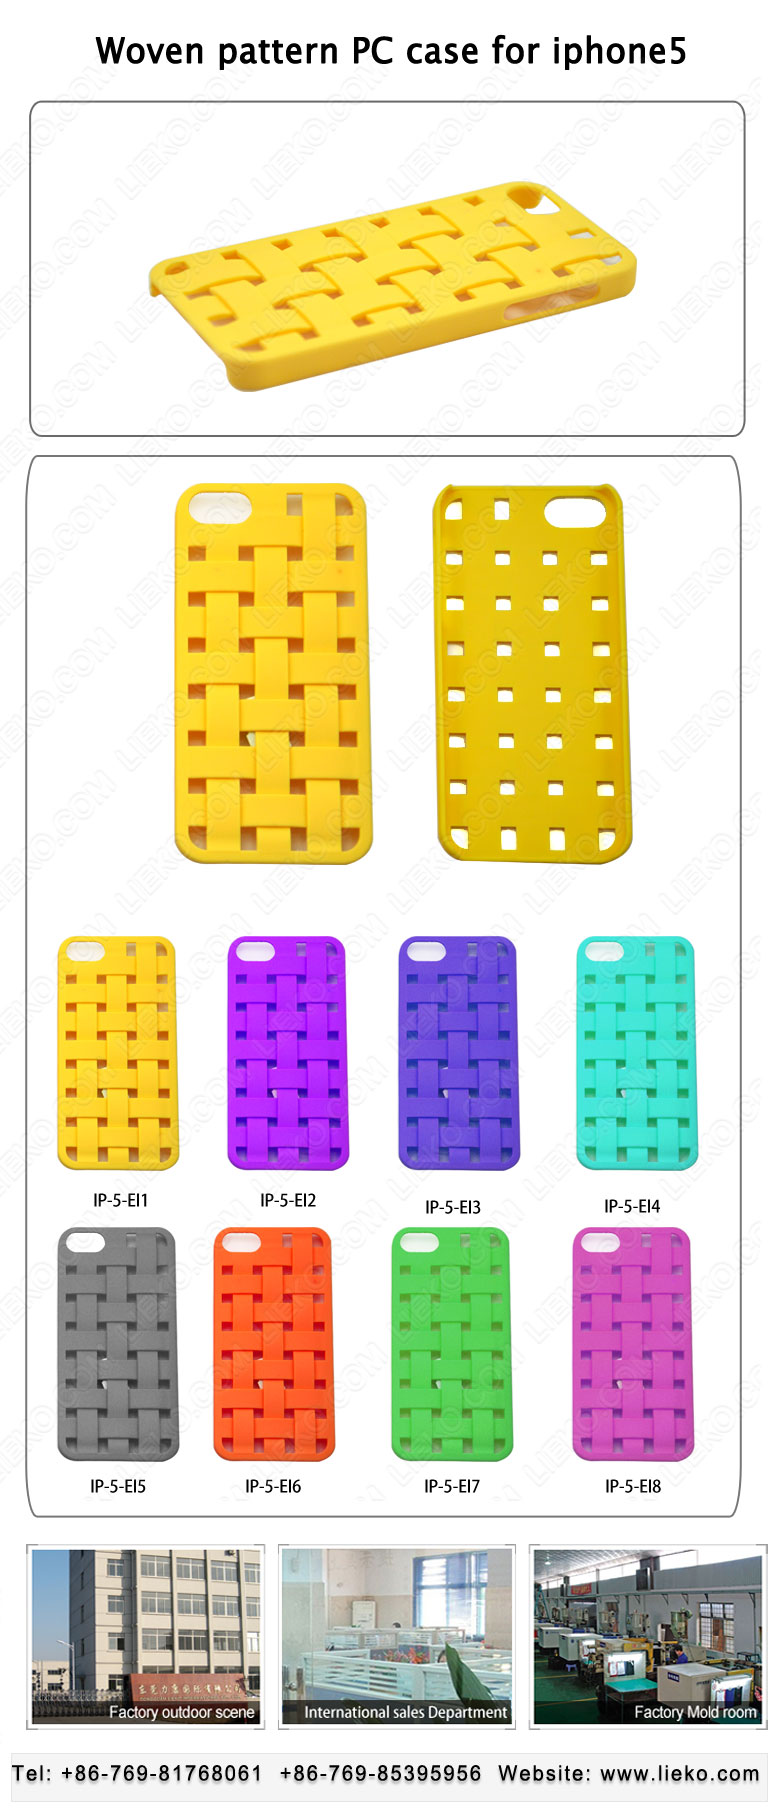 Woven pattern PC case for iphone5
LIEKO.COM
IP-5-EI1
IP-5-EI2
IP-5-EI3
IP-5-EI4
IP-5-EI5
IP-5-EI6
IP-5-EI7
IP-5-EI8
Factory outdoor scene
International sales Department
Factory Mold room
Tel: +86-769-81768061 +86-769-85395956 Website: www.lieko.com